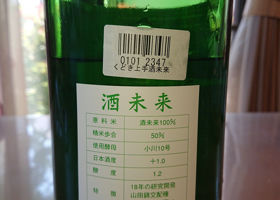 0101 2347
くどき上手酒未来
酒未来
原料米 酒未来100%
精米歩合 50%
使用酵母 小川10号
日本酒度 +1.0
酸度 1.2
特徴 18年の研究開発
山田錦交配種